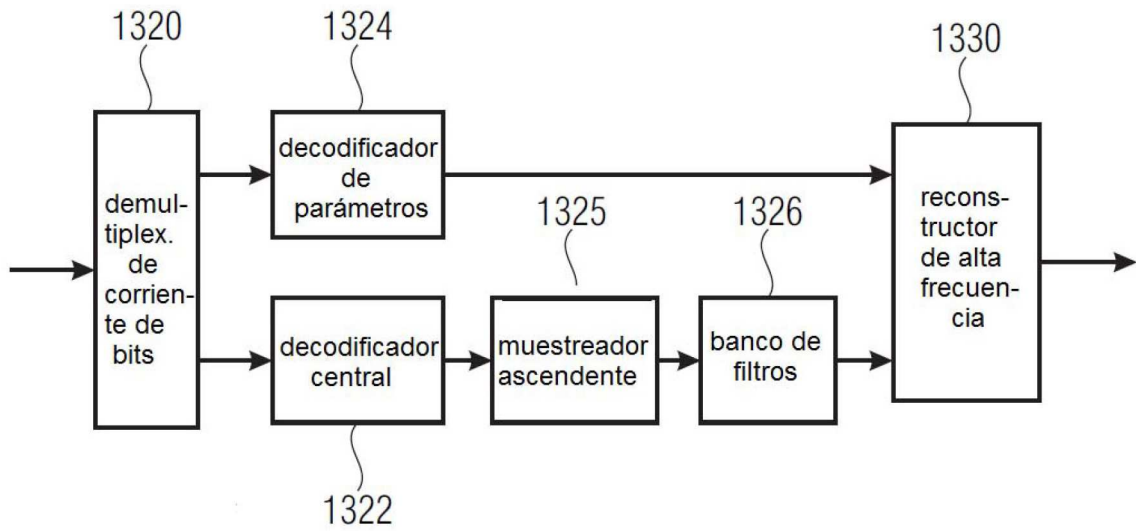 1320
1324
1330
demul-
tiplex.
de
corrien-
te de
bits
decodificador
de
parámetros
recons-
tructor
de alta
frecuen-
cia
1325
1326
decodificador
central
muestreador
ascendente
banco de
filtros
1322